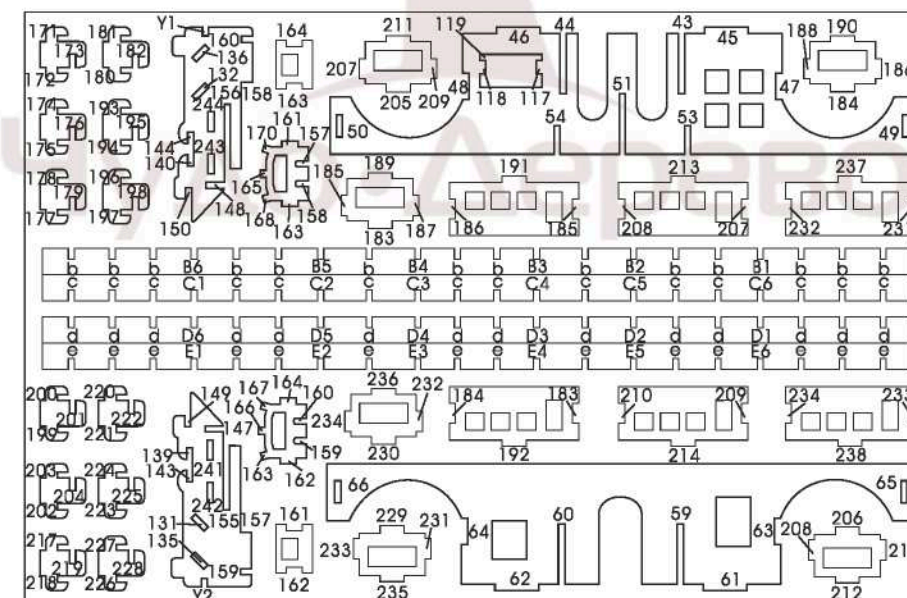 171 181 Y1 160 164 211 119 46 44 43 45 188 190
173 182 136 207 48 51 47 186
172 180 132 163 205 209 118 117 184
174 193 244 156 158 50 54 53 49
176 195 170 161 157
175 194 144 243 140 165 185 189 191 213 237
178 196 148 168 158 186 185 208 207 232 231
179 198 150 163 183 187
177 197
b b b B6 b b B5 b B4 b b B3 b B2 b b B1 b b b
c c c C1 c c C2 c C3 c c C4 c C5 c c C6 c c c
d d d D6 d d D5 d D4 d d D3 d D2 d d D1 d d d
e e e E1 e e E2 e E3 e e E4 e E5 e e E6 e e e
200 220 149 167 164 160 236 232 184 183 210 209 234 233
201 222 147 166 234
199 221 139 159 230 192 214 238
203 224 143 241 163 162 66 65
204 225
202 223 242 131 155 157 161 229 231 64 60 59 63 208 206
217 227 135 233
219 228 159 162 235 62 61 212
218 226 Y2
Чудо-Дерево